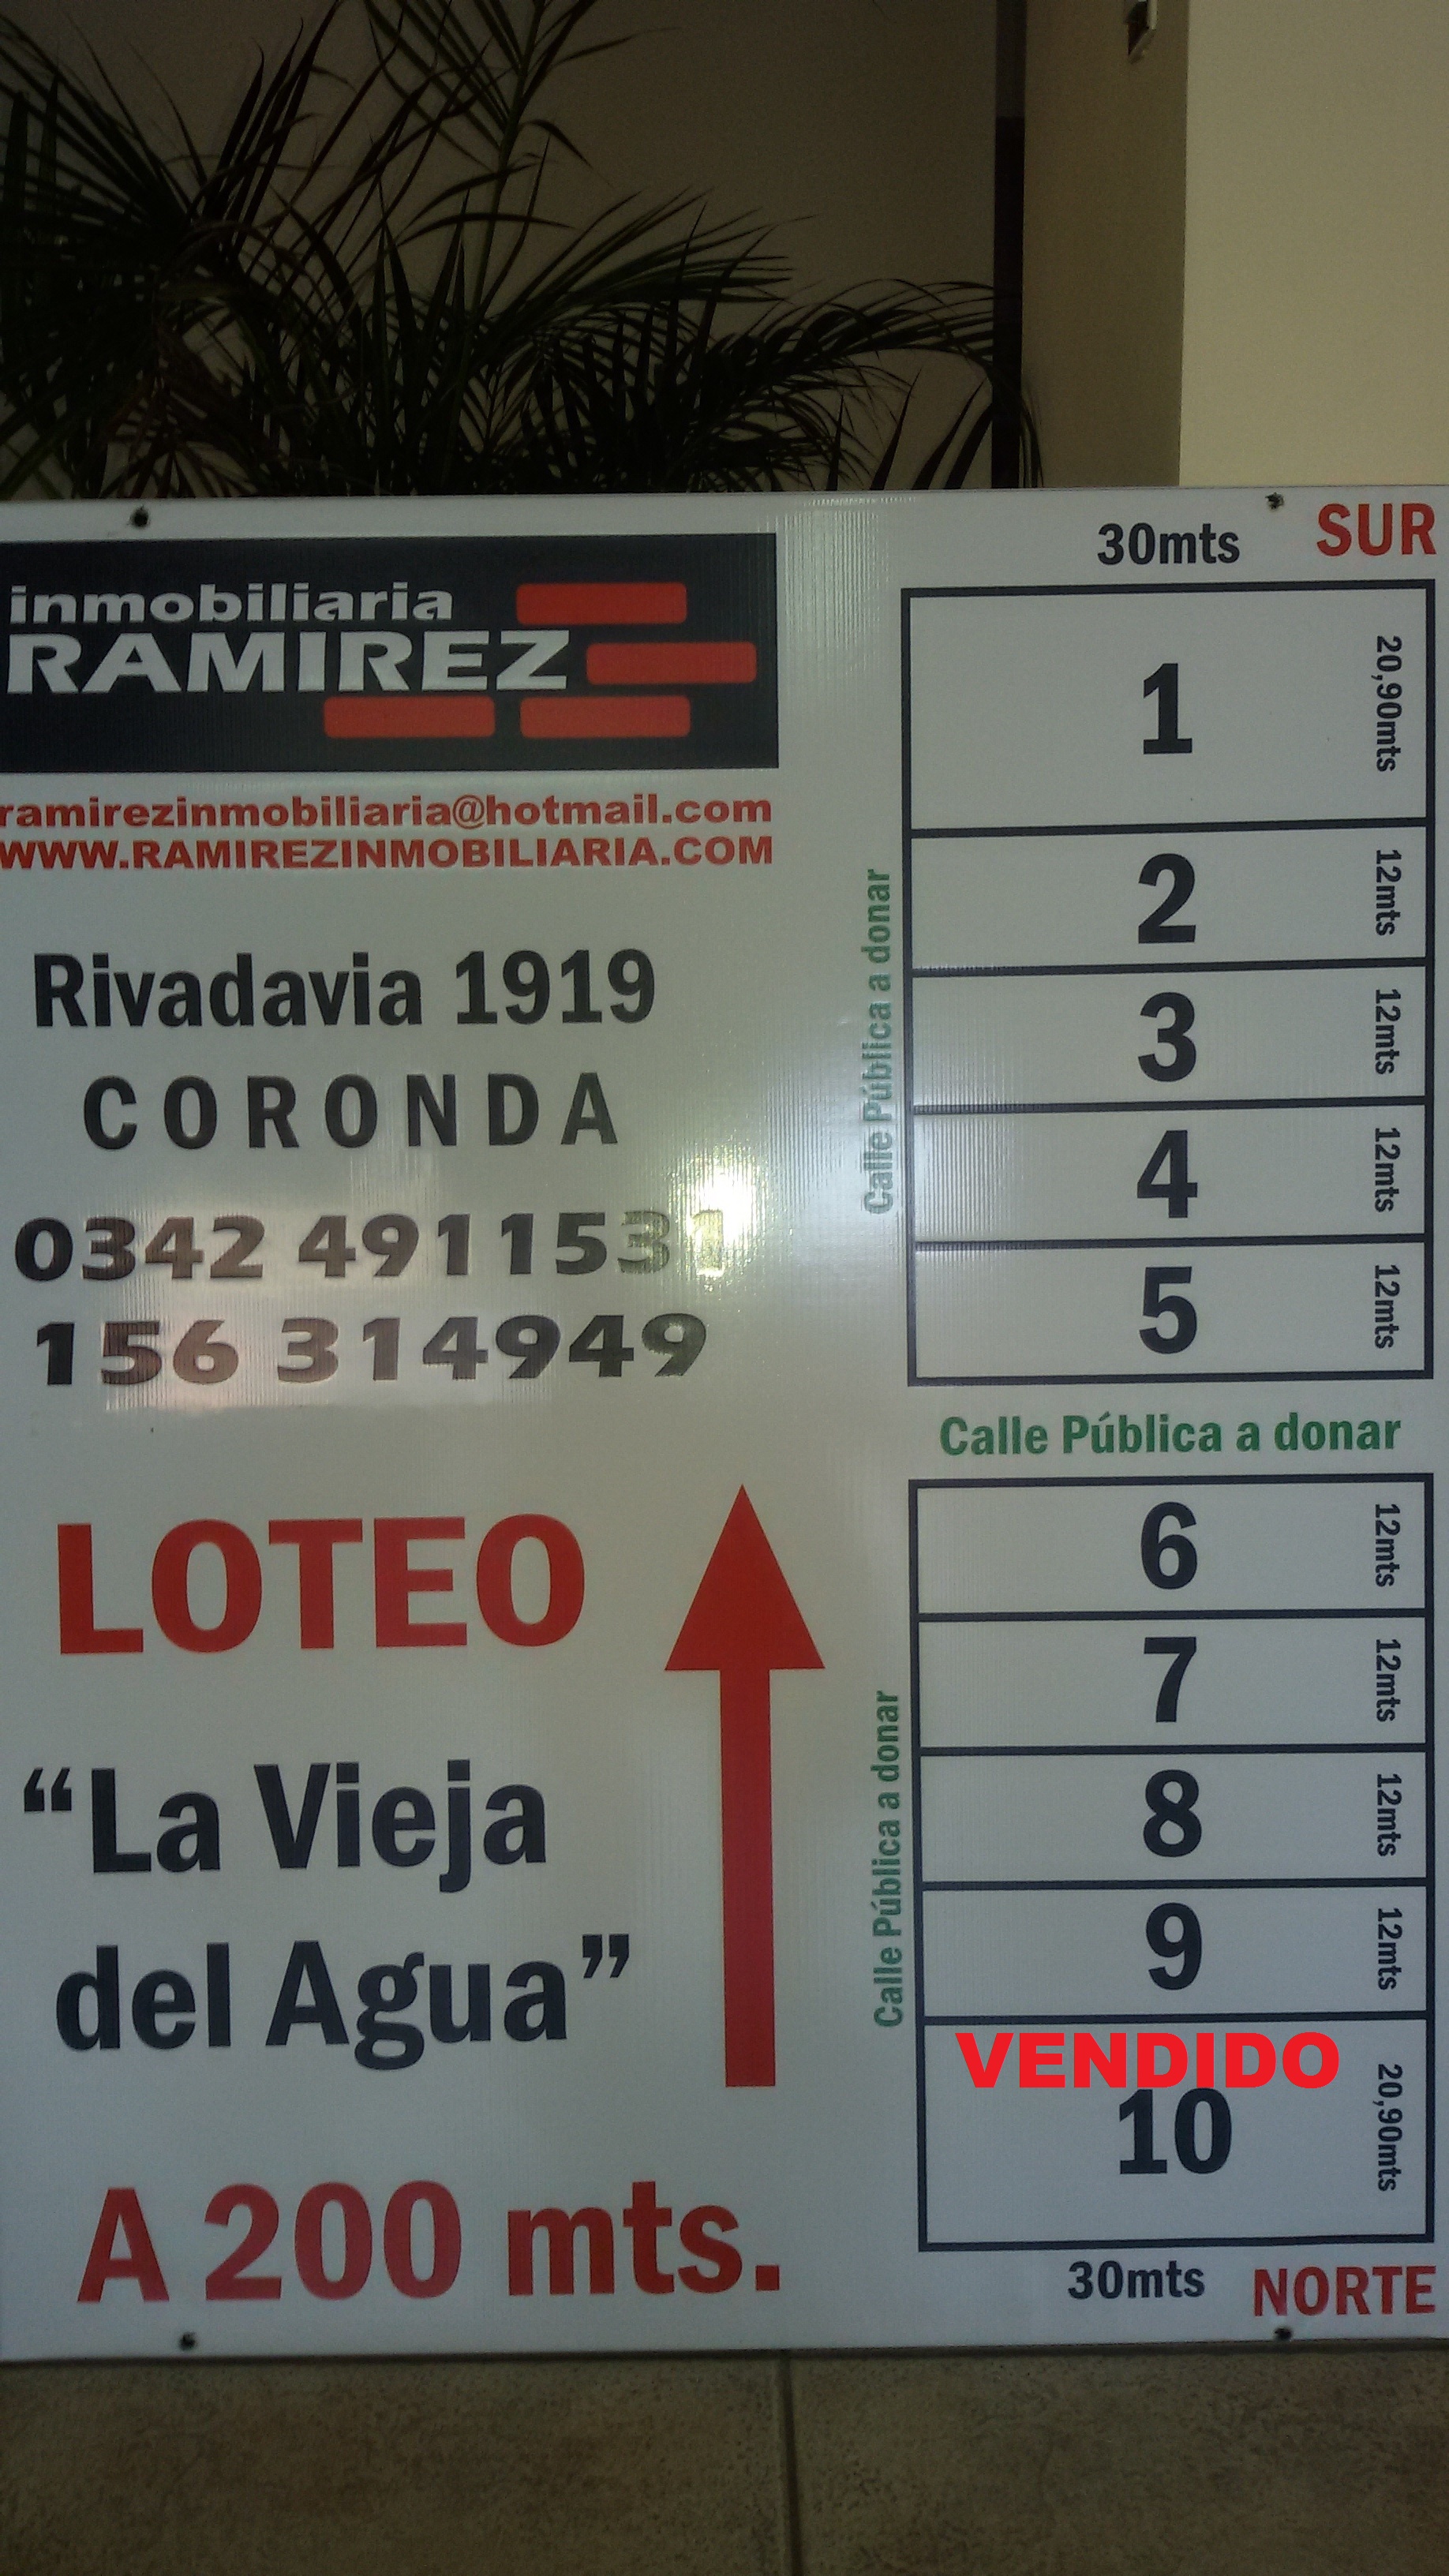 inmobiliaria
RAMIREZ
ramirezinmobiliaria@hotmail.com
WWW.RAMIREZINMOBILIARIA.COM
Rivadavia 1919
CORONDA
0342 4911531
156 314949
LOTEO
“La Vieja
del Agua”
A 200 mts.
30mts
SUR
1
20,90mts
2
12mts
3
12mts
4
12mts
5
12mts
Calle Pública a donar
Calle Pública a donar
6
12mts
7
12mts
8
12mts
9
12mts
VENDIDO
10
20,90mts
Calle Pública a donar
30mts
NORTE